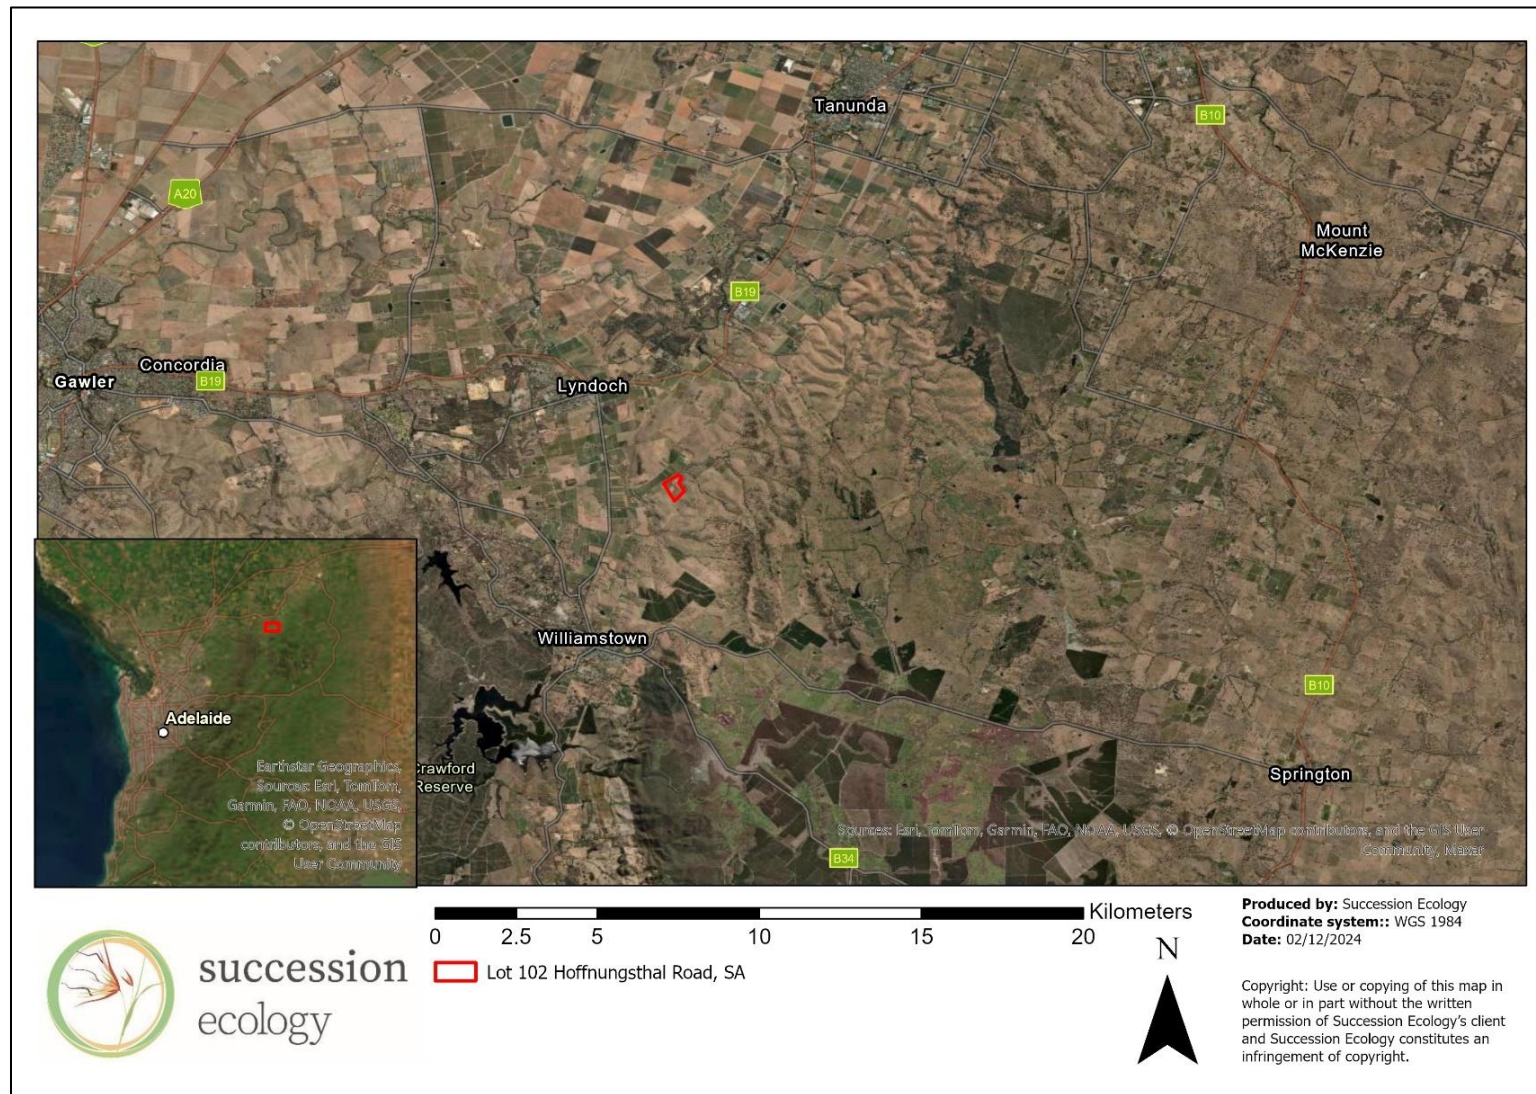 Tanunda
B10
A20
Mount
McKenzie
B19
Concordia
B19
Gawler
Lyndoch
Williamstown
B10
Adelaide
Crawford
Reserve
Springton
B34
Earthstar Geographics,
Sources: Esri, TomTom,
Garmin, FAO, NOAA, USGS,
© OpenStreetMap
contributors, and the GIS
User Community
Sources: Esri, TomTom, Garmin, FAO, NOAA, USGS, © OpenStreetMap contributors, and the GIS User
Community, Maxar
Kilometers
0 2.5 5 10 15 20
Lot 102 Hoffnungsthal Road, SA
succession
ecology
N
Produced by: Succession Ecology
Coordinate system:: WGS 1984
Date: 02/12/2024
Copyright: Use or copying of this map in
whole or in part without the written
permission of Succession Ecology's client
and Succession Ecology constitutes an
infringement of copyright.